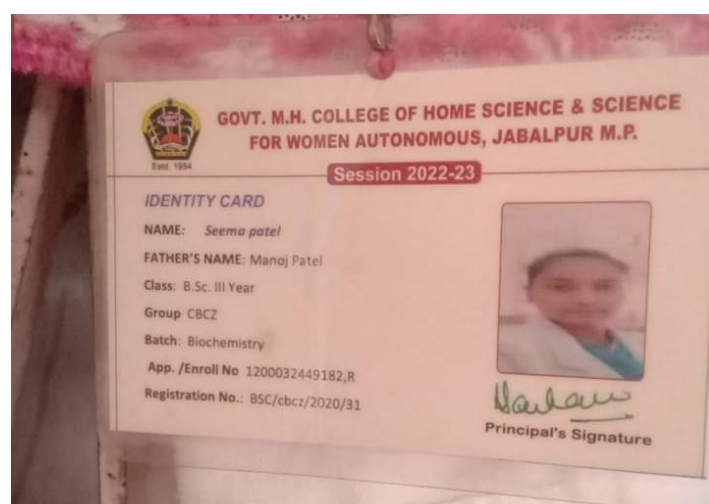 GOVT. M.H. COLLEGE OF HOME SCIENCE & SCIENCE
FOR WOMEN AUTONOMOUS, JABALPUR M.P.
Estd. 1954
Session 2022-23
IDENTITY CARD
NAME: Seema patel
FATHER'S NAME: Manoj Patel
Class: B.Sc. III Year
Group CBCZ
Batch: Biochemistry
App. /Enroll No 1200032449182,R
Registration No.: BSC/cbcz/2020/31
Principal's Signature